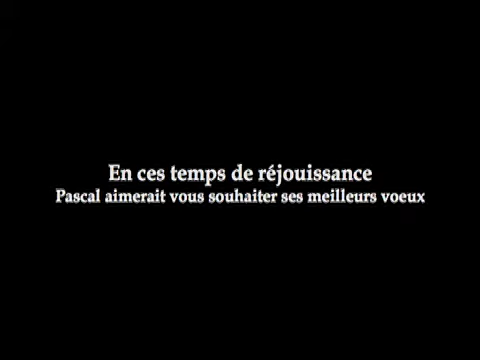 En ces temps de réjouissance
Pascal aimerait vous souhaiter ses meilleurs voeux